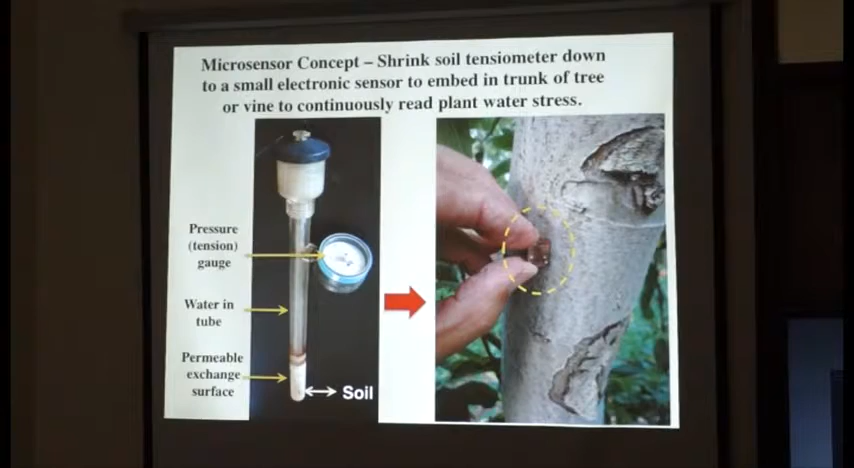 Microsensor Concept – Shrink soil tensiometer down
to a small electronic sensor to embed in trunk of tree
or vine to continuously read plant water stress.
Pressure
(tension)
gauge
Water in
tube
Permeable
exchange
surface
Soil